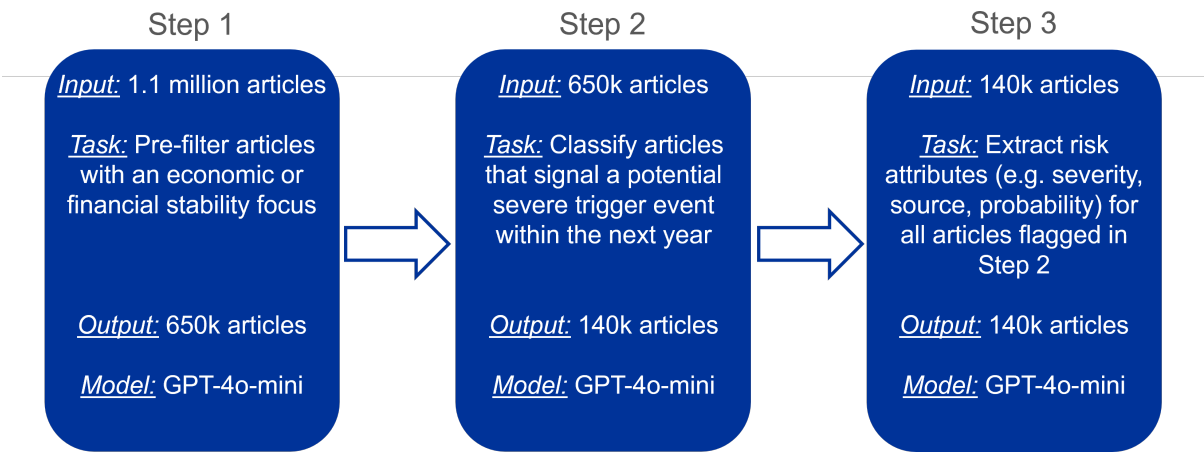 Step 1
Input: 1.1 million articles
Task: Pre-filter articles
with an economic or
financial stability focus
Output: 650k articles
Model: GPT-4o-mini
Step 2
Input: 650k articles
Task: Classify articles
that signal a potential
severe trigger event
within the next year
Output: 140k articles
Model: GPT-4o-mini
Step 3
Input: 140k articles
Task: Extract risk
attributes (e.g. severity,
source, probability) for
all articles flagged in
Step 2
Output: 140k articles
Model: GPT-4o-mini